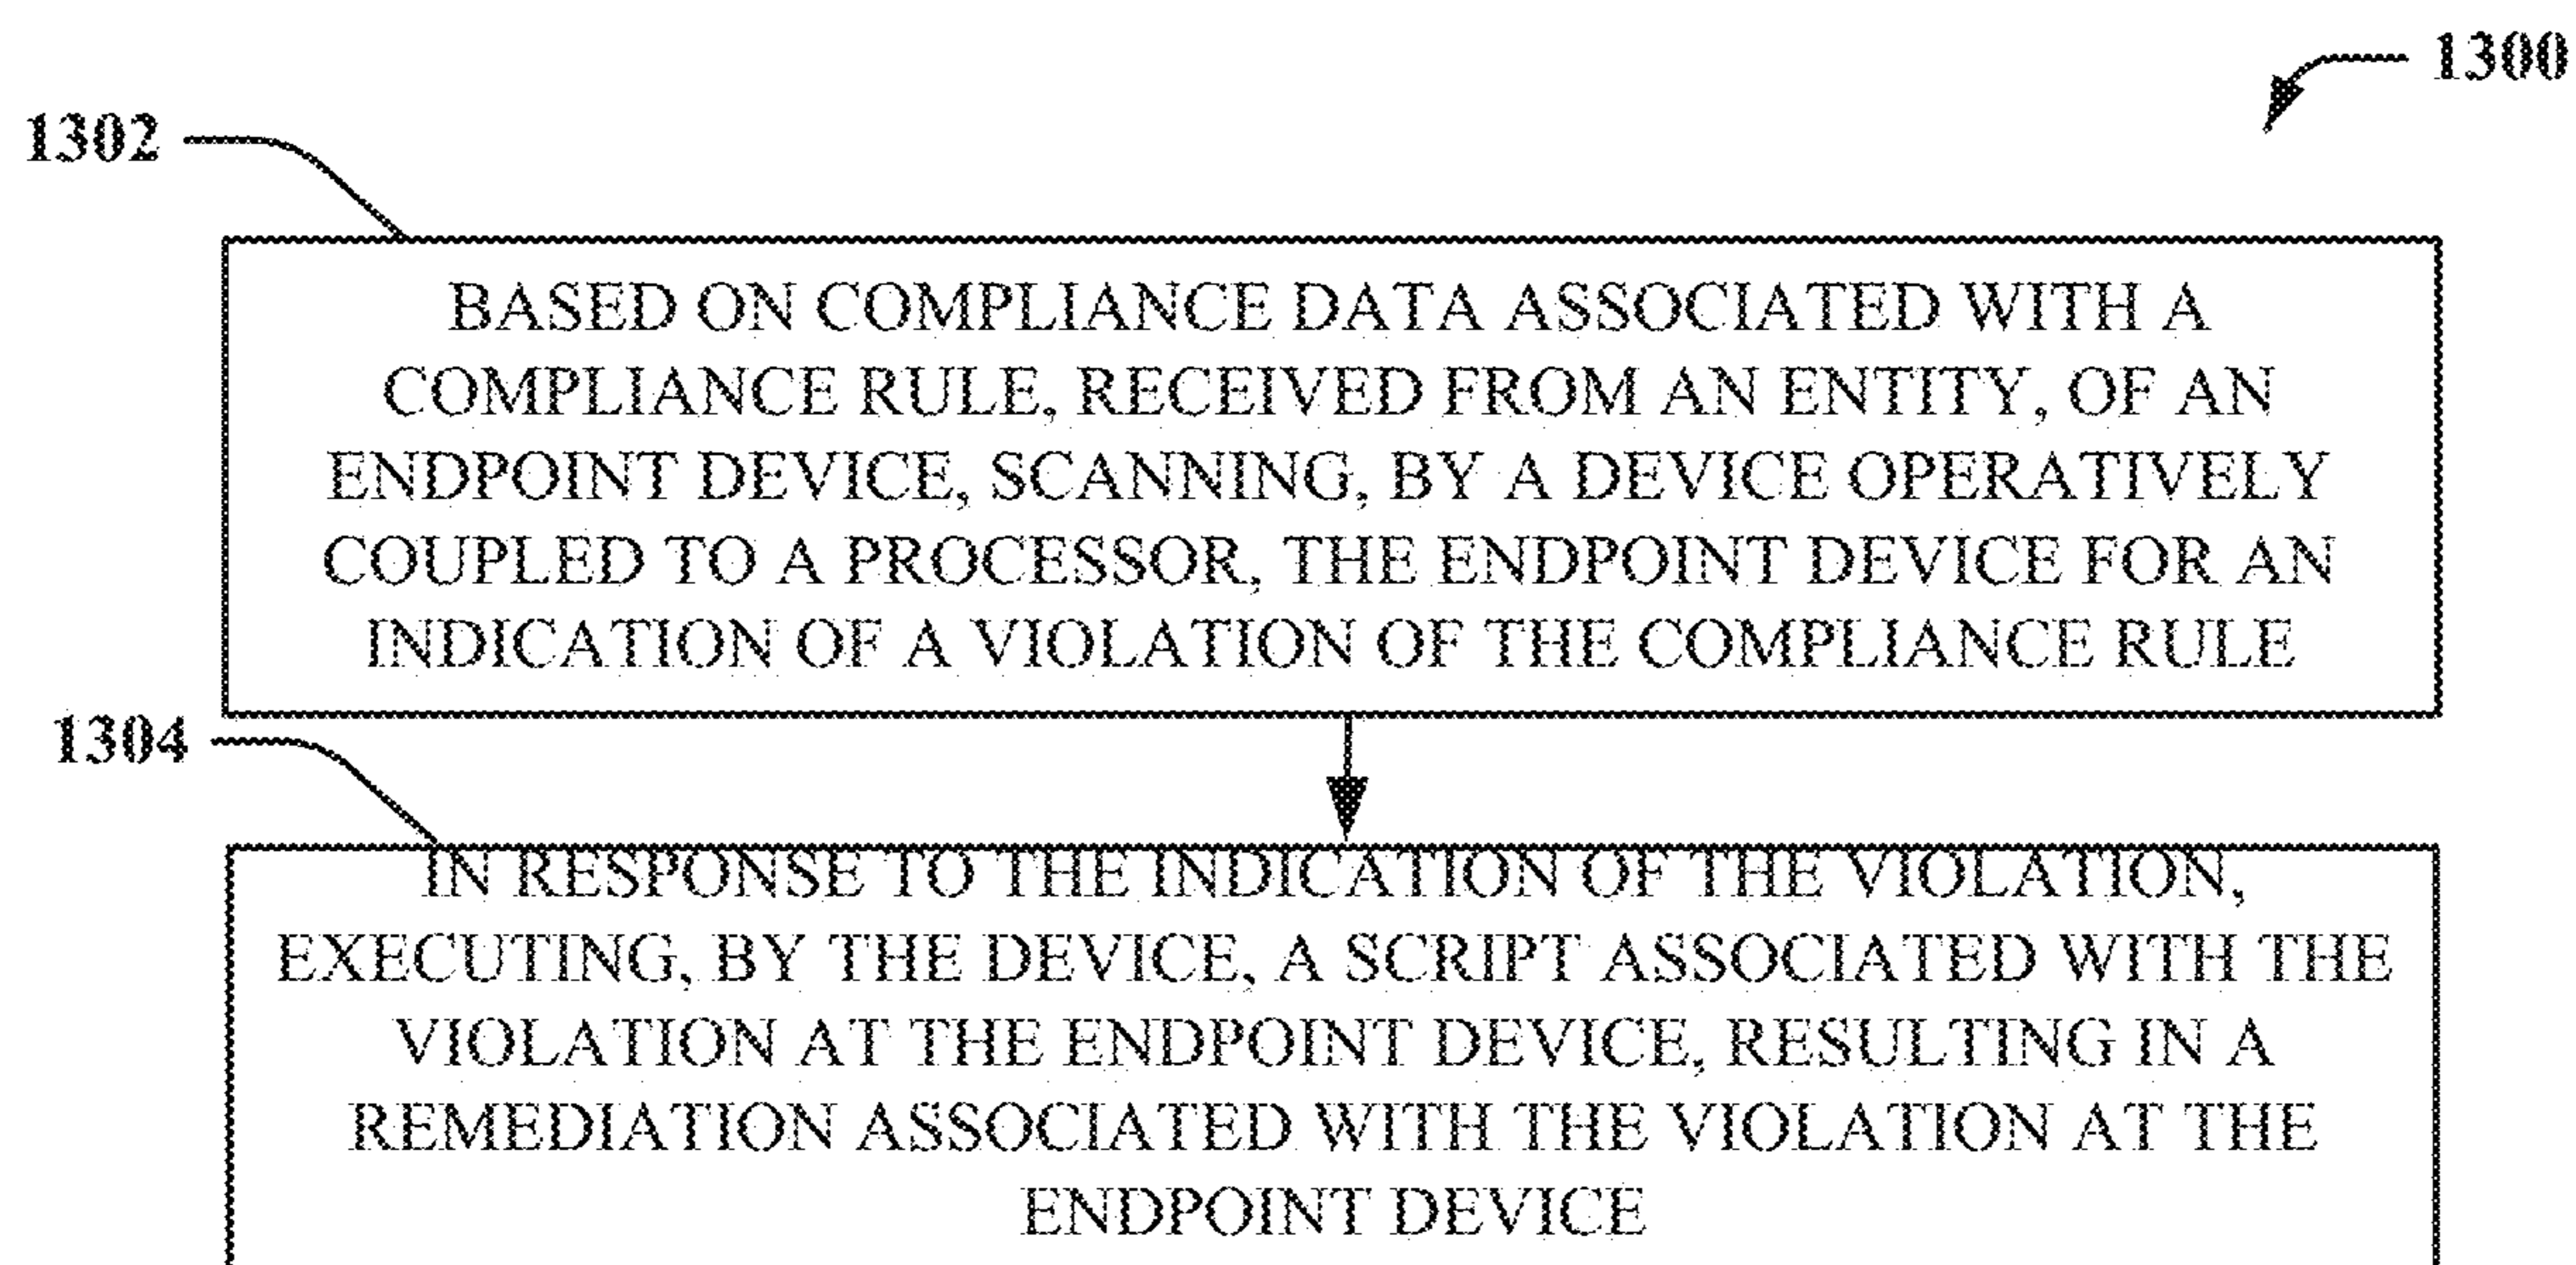 1300
1302
BASED ON COMPLIANCE DATA ASSOCIATED WITH A
COMPLIANCE RULE, RECEIVED FROM AN ENTITY, OF AN
ENDPOINT DEVICE, SCANNING, BY A DEVICE OPERATIVELY
COUPLED TO A PROCESSOR, THE ENDPOINT DEVICE FOR AN
INDICATION OF A VIOLATION OF THE COMPLIANCE RULE
1304
IN RESPONSE TO THE INDICATION OF THE VIOLATION,
EXECUTING, BY THE DEVICE, A SCRIPT ASSOCIATED WITH THE
VIOLATION AT THE ENDPOINT DEVICE, RESULTING IN A
REMEDIATION ASSOCIATED WITH THE VIOLATION AT THE
ENDPOINT DEVICE